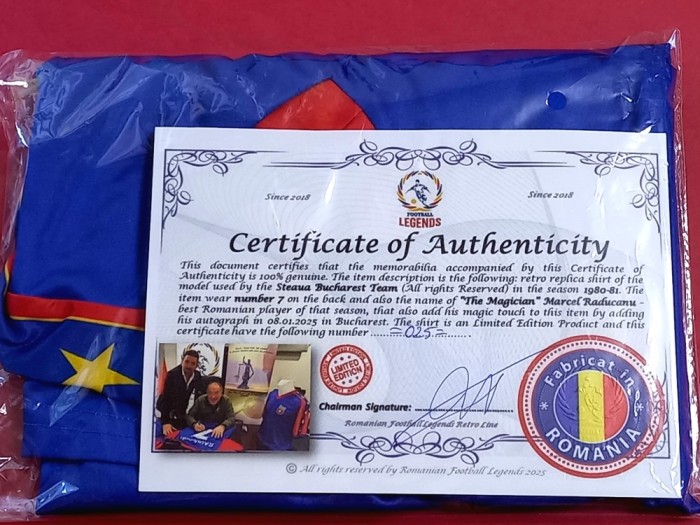 Since 2018
Since 2018
FOOTBALL
LEGENDS
Certificate of Authenticity
This document certifies that the memorabilia accompanied by this Certificate of
Authenticity is 100% genuine. The item description is the following: retro replica shirt of the
model used by the Steaua Bucharest Team (All rights Reserved) in the season 1980-81. The
item wear number 7 on the back and also the name of "The Magician" Marcel Raducanu -
best Romanian player of that season, that also add his magic touch to this item by adding
his autograph in 08.01.2025 in Bucharest. The shirt is an Limited Edition Product and this
certificate have the following number ......=025=......
LIMITED EDITION
LIMITED
EDITION
Fabricat in
ROMÂNIA
Chairman Signature:
Romanian Football Legends Retro Line
© All rights reserved by Romanian Football Legends 2025